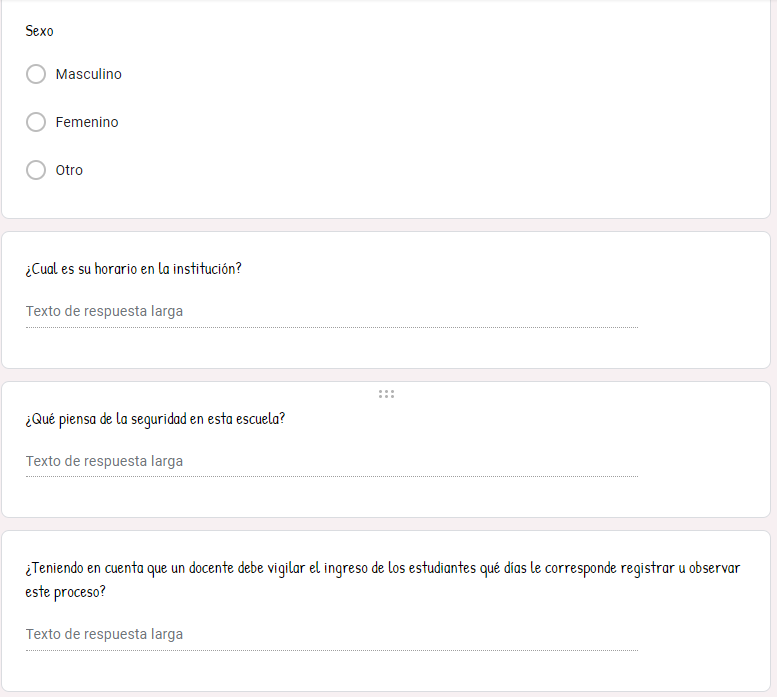 Sexo
Masculino
Femenino
Otro
¿Cual es su horario en la institución?
Texto de respuesta larga
¿Qué piensa de la seguridad en esta escuela?
Texto de respuesta larga
¿Teniendo en cuenta que un docente debe vigilar el ingreso de los estudiantes qué días le corresponde registrar u observar
este proceso?
Texto de respuesta larga